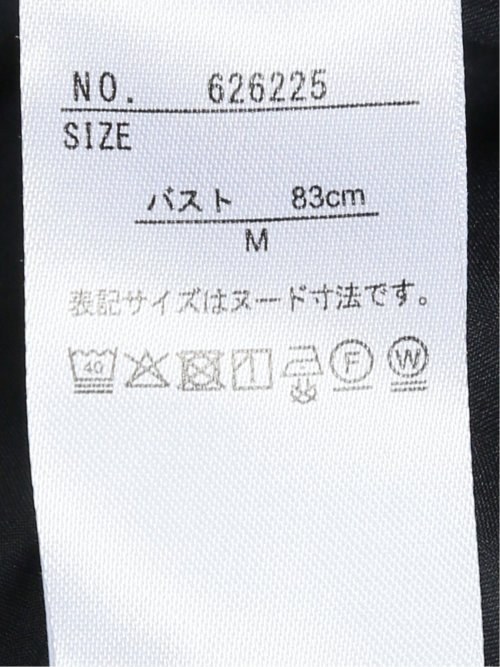 NO. 626225
SIZE
バスト 83cm
M
表記サイズはヌード寸法です。
40 F W